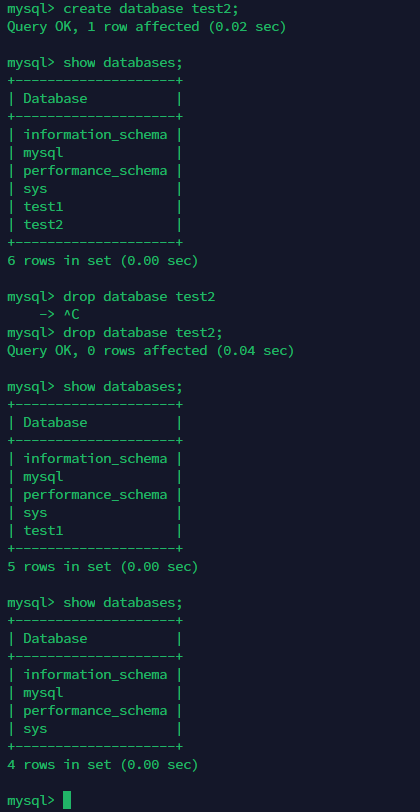 mysql> create database test2;
Query OK, 1 row affected (0.02 sec)
mysql> show databases;
+--------------------+
| Database           |
+--------------------+
| information_schema |
| mysql              |
| performance_schema |
| sys                |
| test1              |
| test2              |
+--------------------+
6 rows in set (0.00 sec)
mysql> drop database test2
    -> ^C
mysql> drop database test2;
Query OK, 0 rows affected (0.04 sec)
mysql> show databases;
+--------------------+
| Database           |
+--------------------+
| information_schema |
| mysql              |
| performance_schema |
| sys                |
| test1              |
+--------------------+
5 rows in set (0.00 sec)
mysql> show databases;
+--------------------+
| Database           |
+--------------------+
| information_schema |
| mysql              |
| performance_schema |
| sys                |
+--------------------+
4 rows in set (0.00 sec)
mysql>